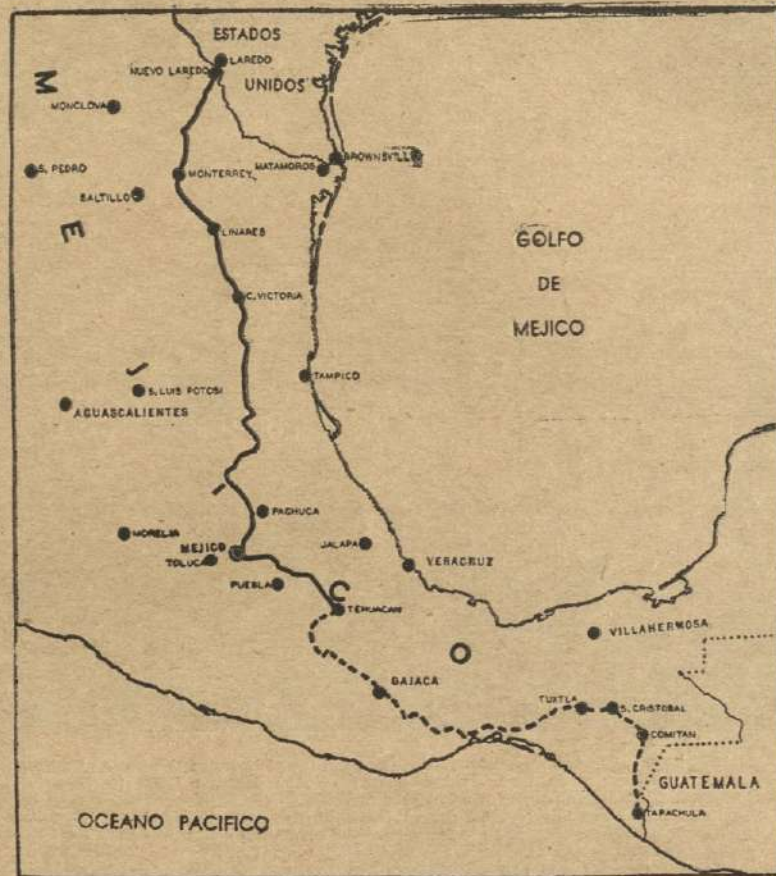 ESTADOS
LAREDO
NUEVO LAREDO
UNIDOS
M
MONCLOVA
BROWNSVILLE
S. PEDRO
MONTERREY
MATAMOROS
SALTILLO
E
LINARES
GOLFO
DE
MEJICO
C. VICTORIA
J
TAMPICO
S. LUIS POTOSI
AGUASCALIENTES
I
PACHUCA
MORELIA
MEJICO
JALAPA
TOLUCA
VERACRUZ
PUEBLA
C
TEHUACAN
VILLAHERMOSA
O
OAJACA
TUXTLA
S. CRISTOBAL
COMITAN
GUATEMALA
TAPACHULA
OCEANO PACIFICO